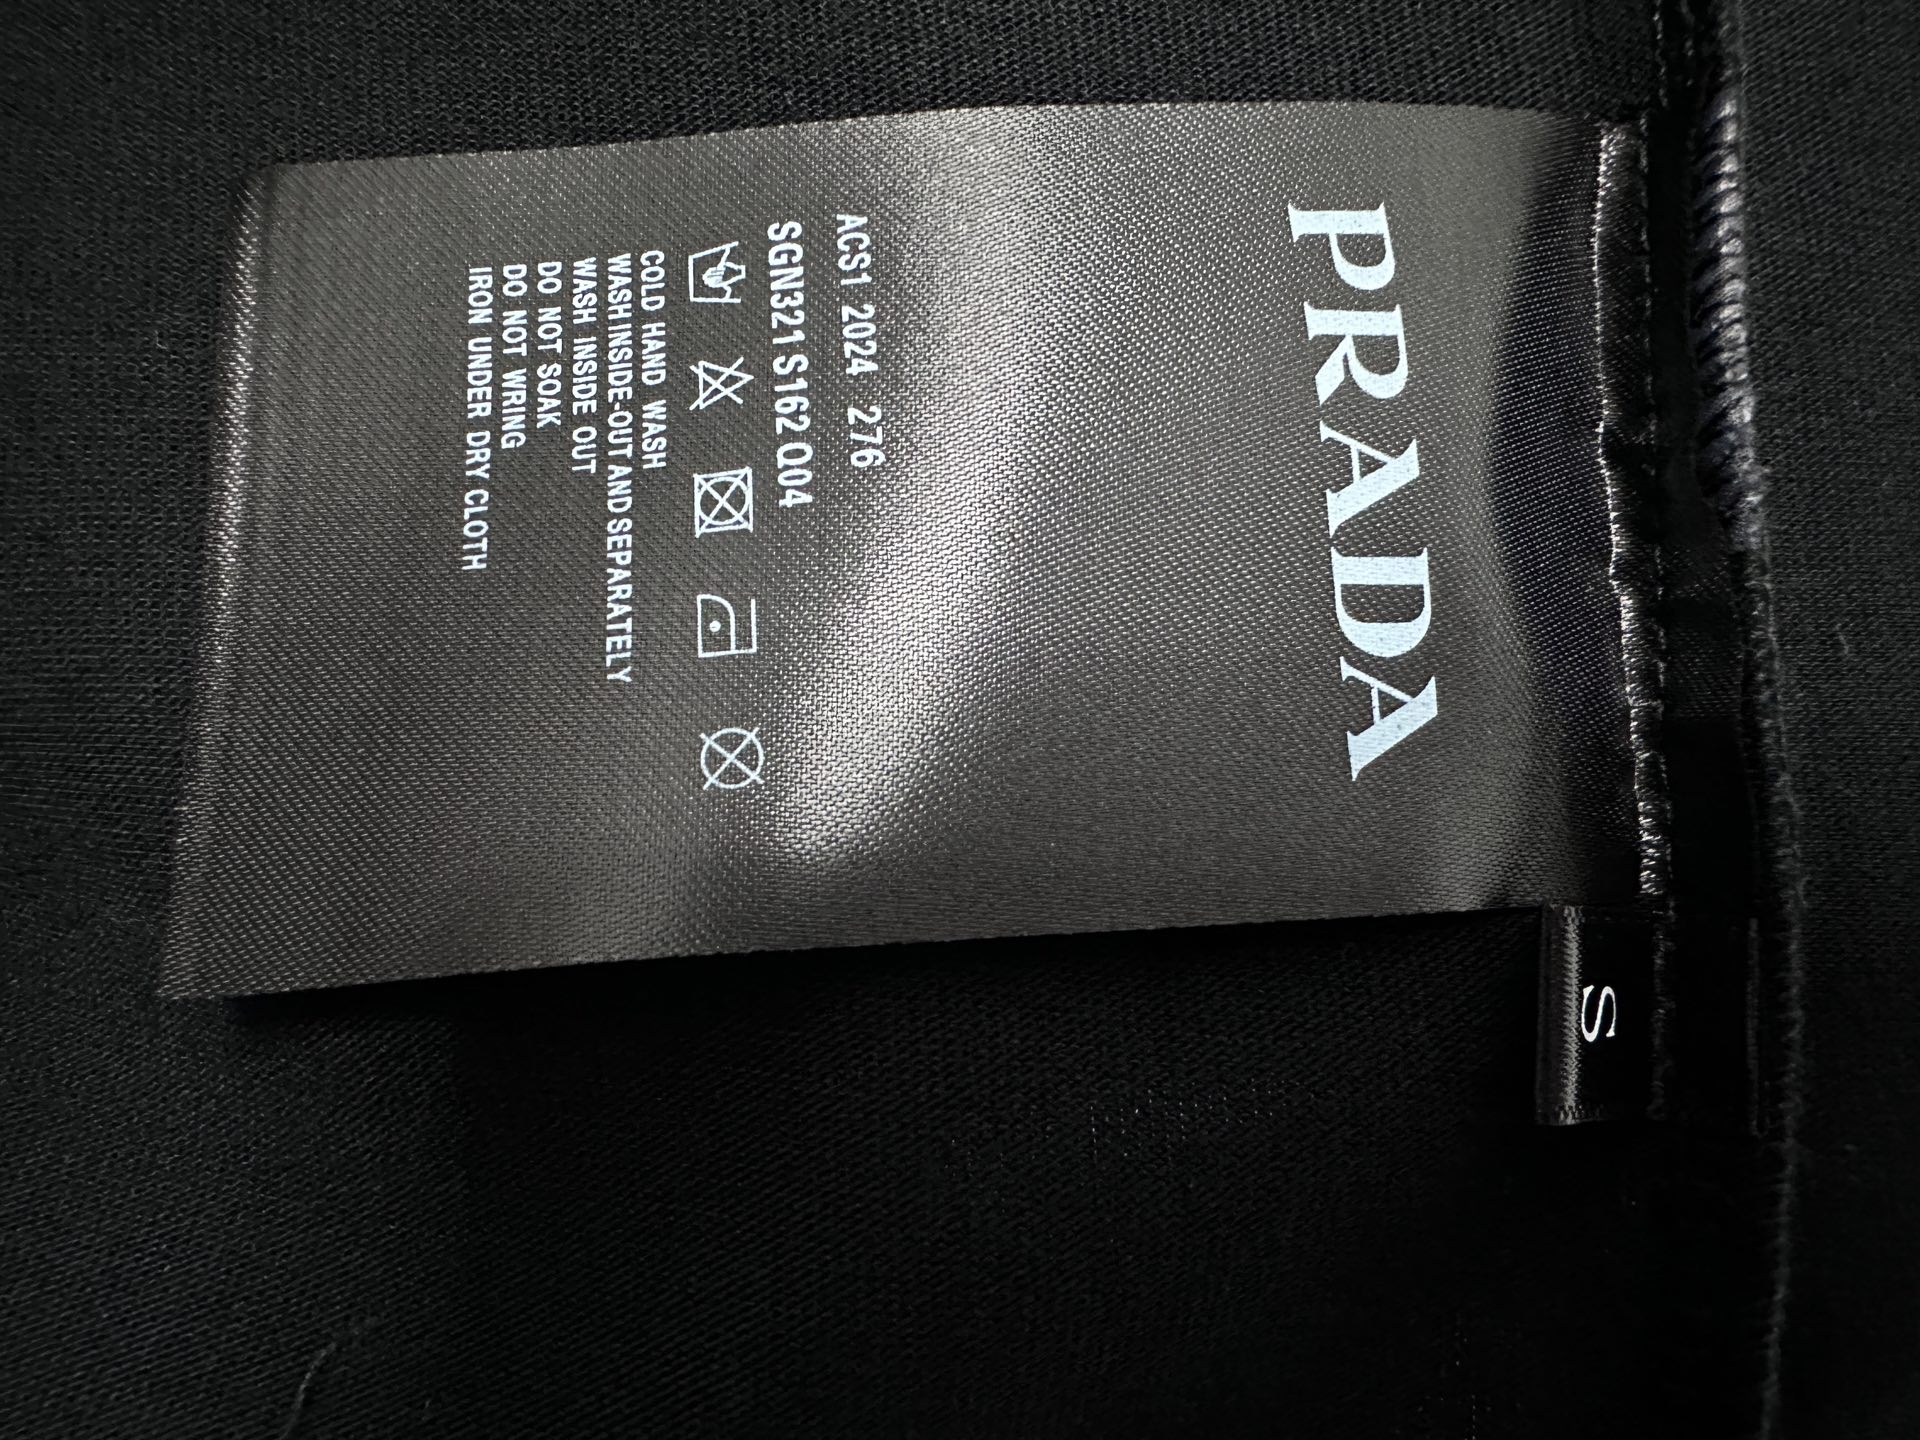 PRADA
ACS1 2024 276
SGN321 S162 Q04
COLD HAND WASH
WASH INSIDE-OUT AND SEPARATELY
WASH INSIDE OUT
DO NOT SOAK
DO NOT WRING
IRON UNDER DRY CLOTH
S